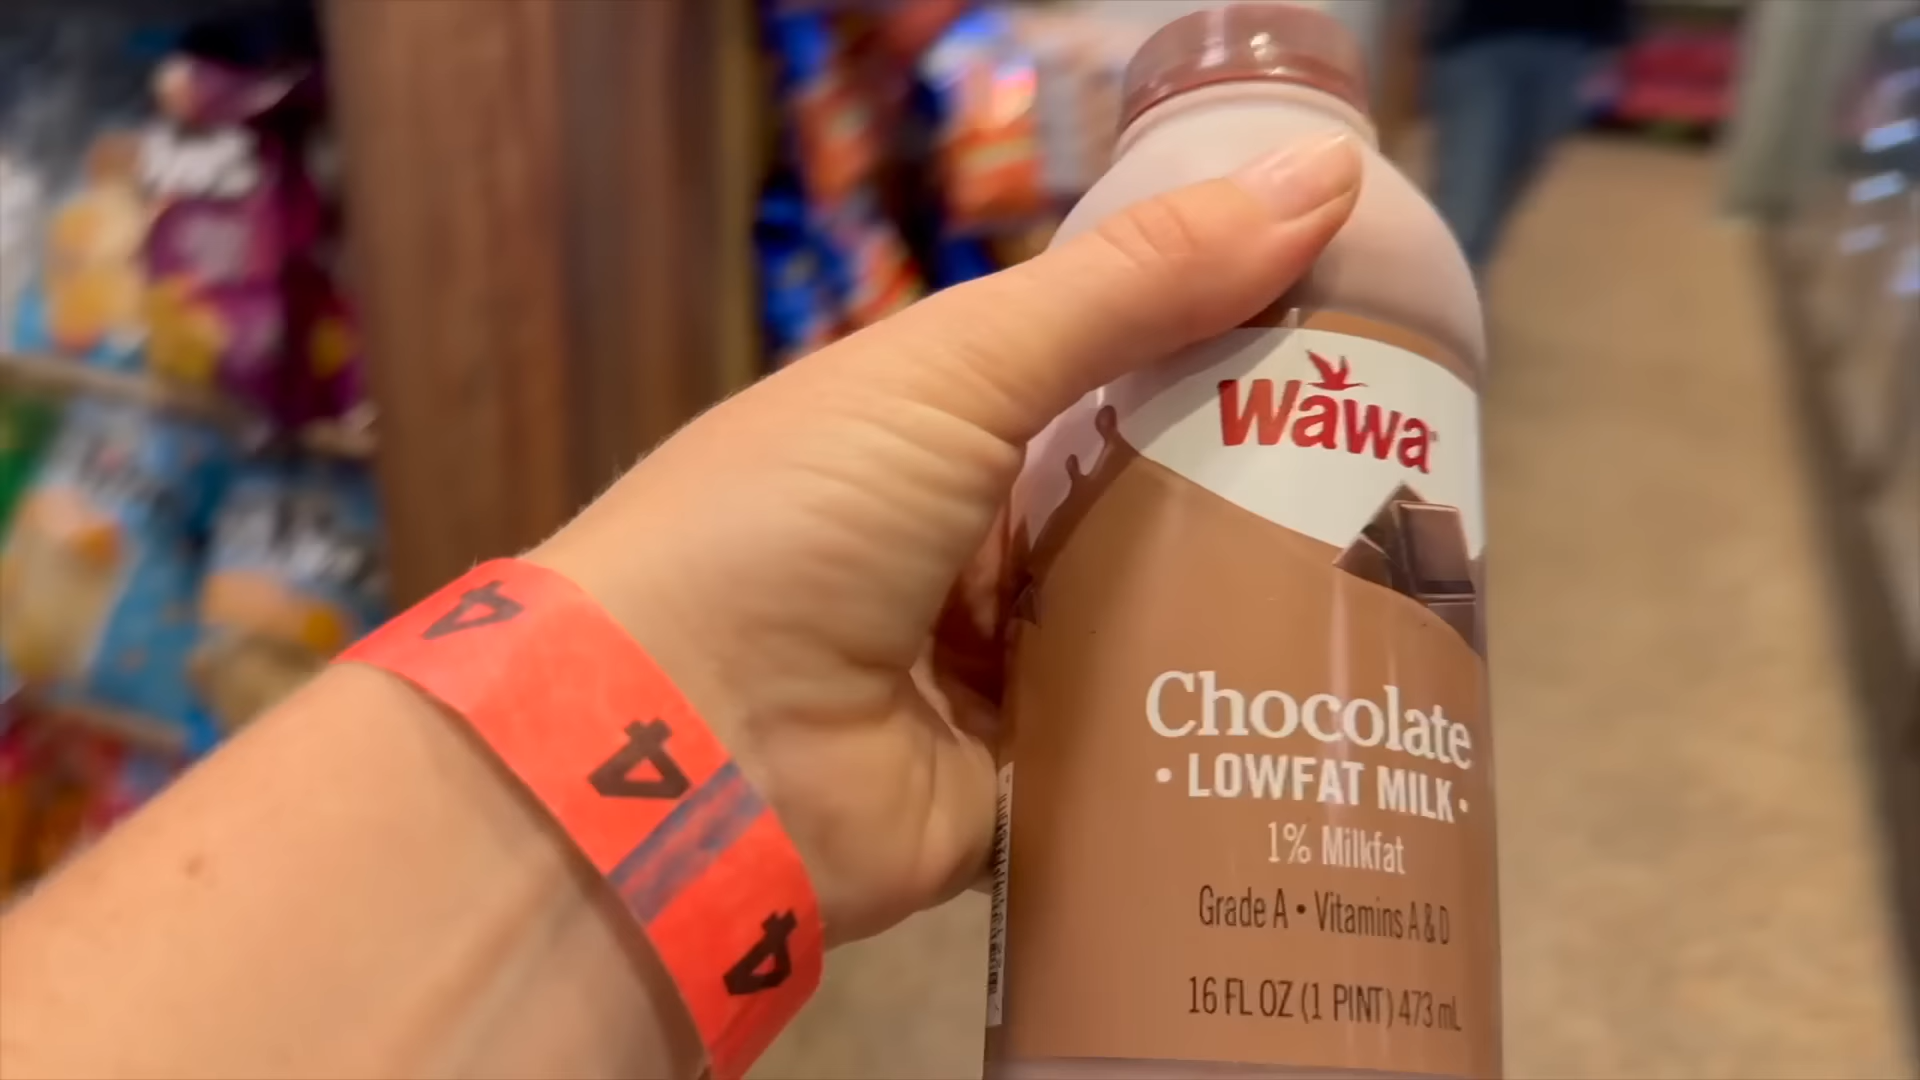 Wawa
Chocolate
• LOWFAT MILK •
1% Milkfat
Grade A • Vitamins A & D
16 FL OZ (1 PINT) 473 mL
4
4
4